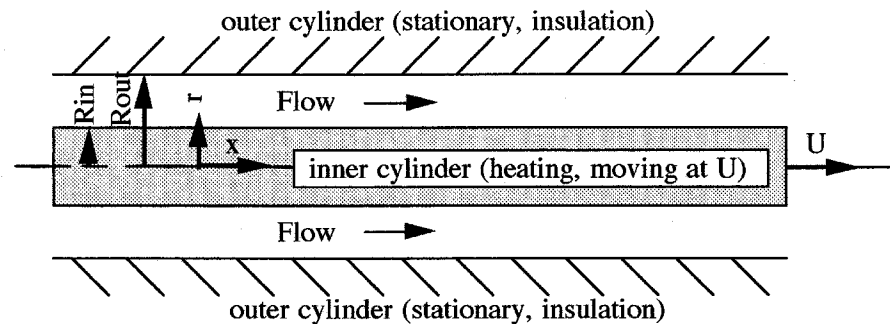 outer cylinder (stationary, insulation)
Rin
Rout
r
Flow
x
inner cylinder (heating, moving at U)
U
Flow
outer cylinder (stationary, insulation)